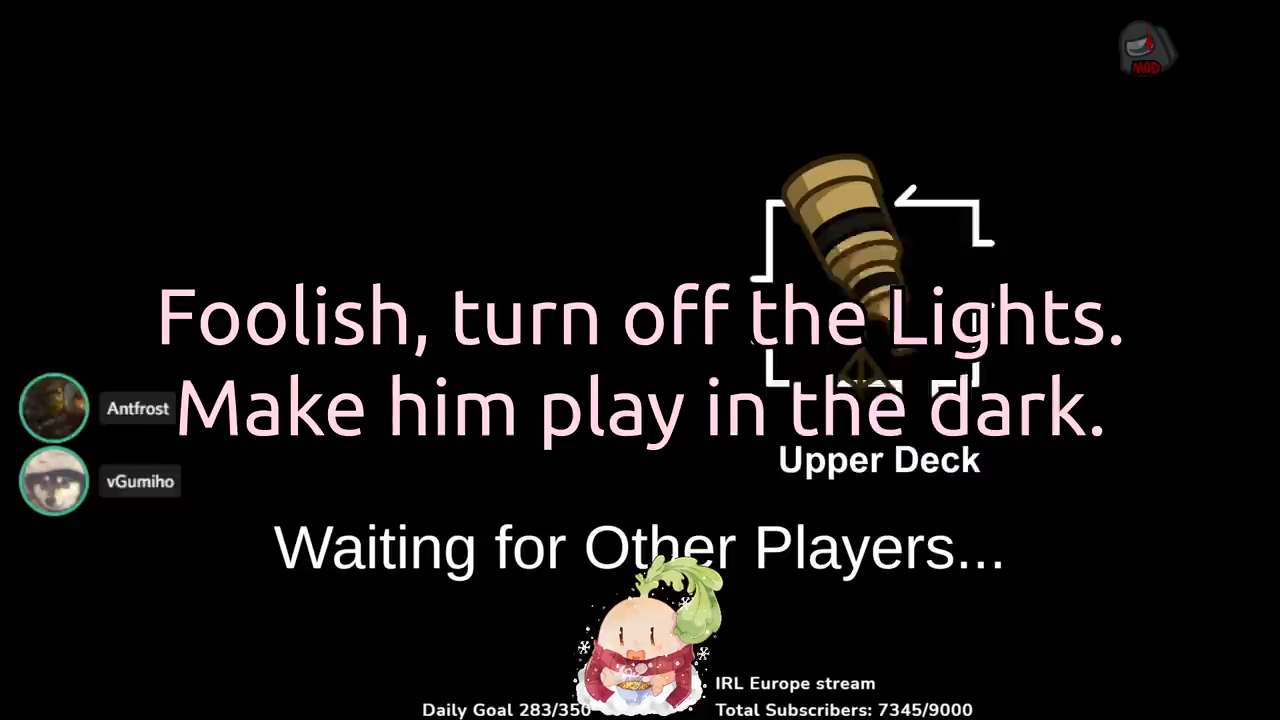 MOD
Foolish, turn off the Lights.
Make him play in the dark.
Antfrost
vGumiho
Upper Deck
Waiting for Other Players...
IRL Europe stream
Daily Goal 283/350
Total Subscribers: 7345/9000